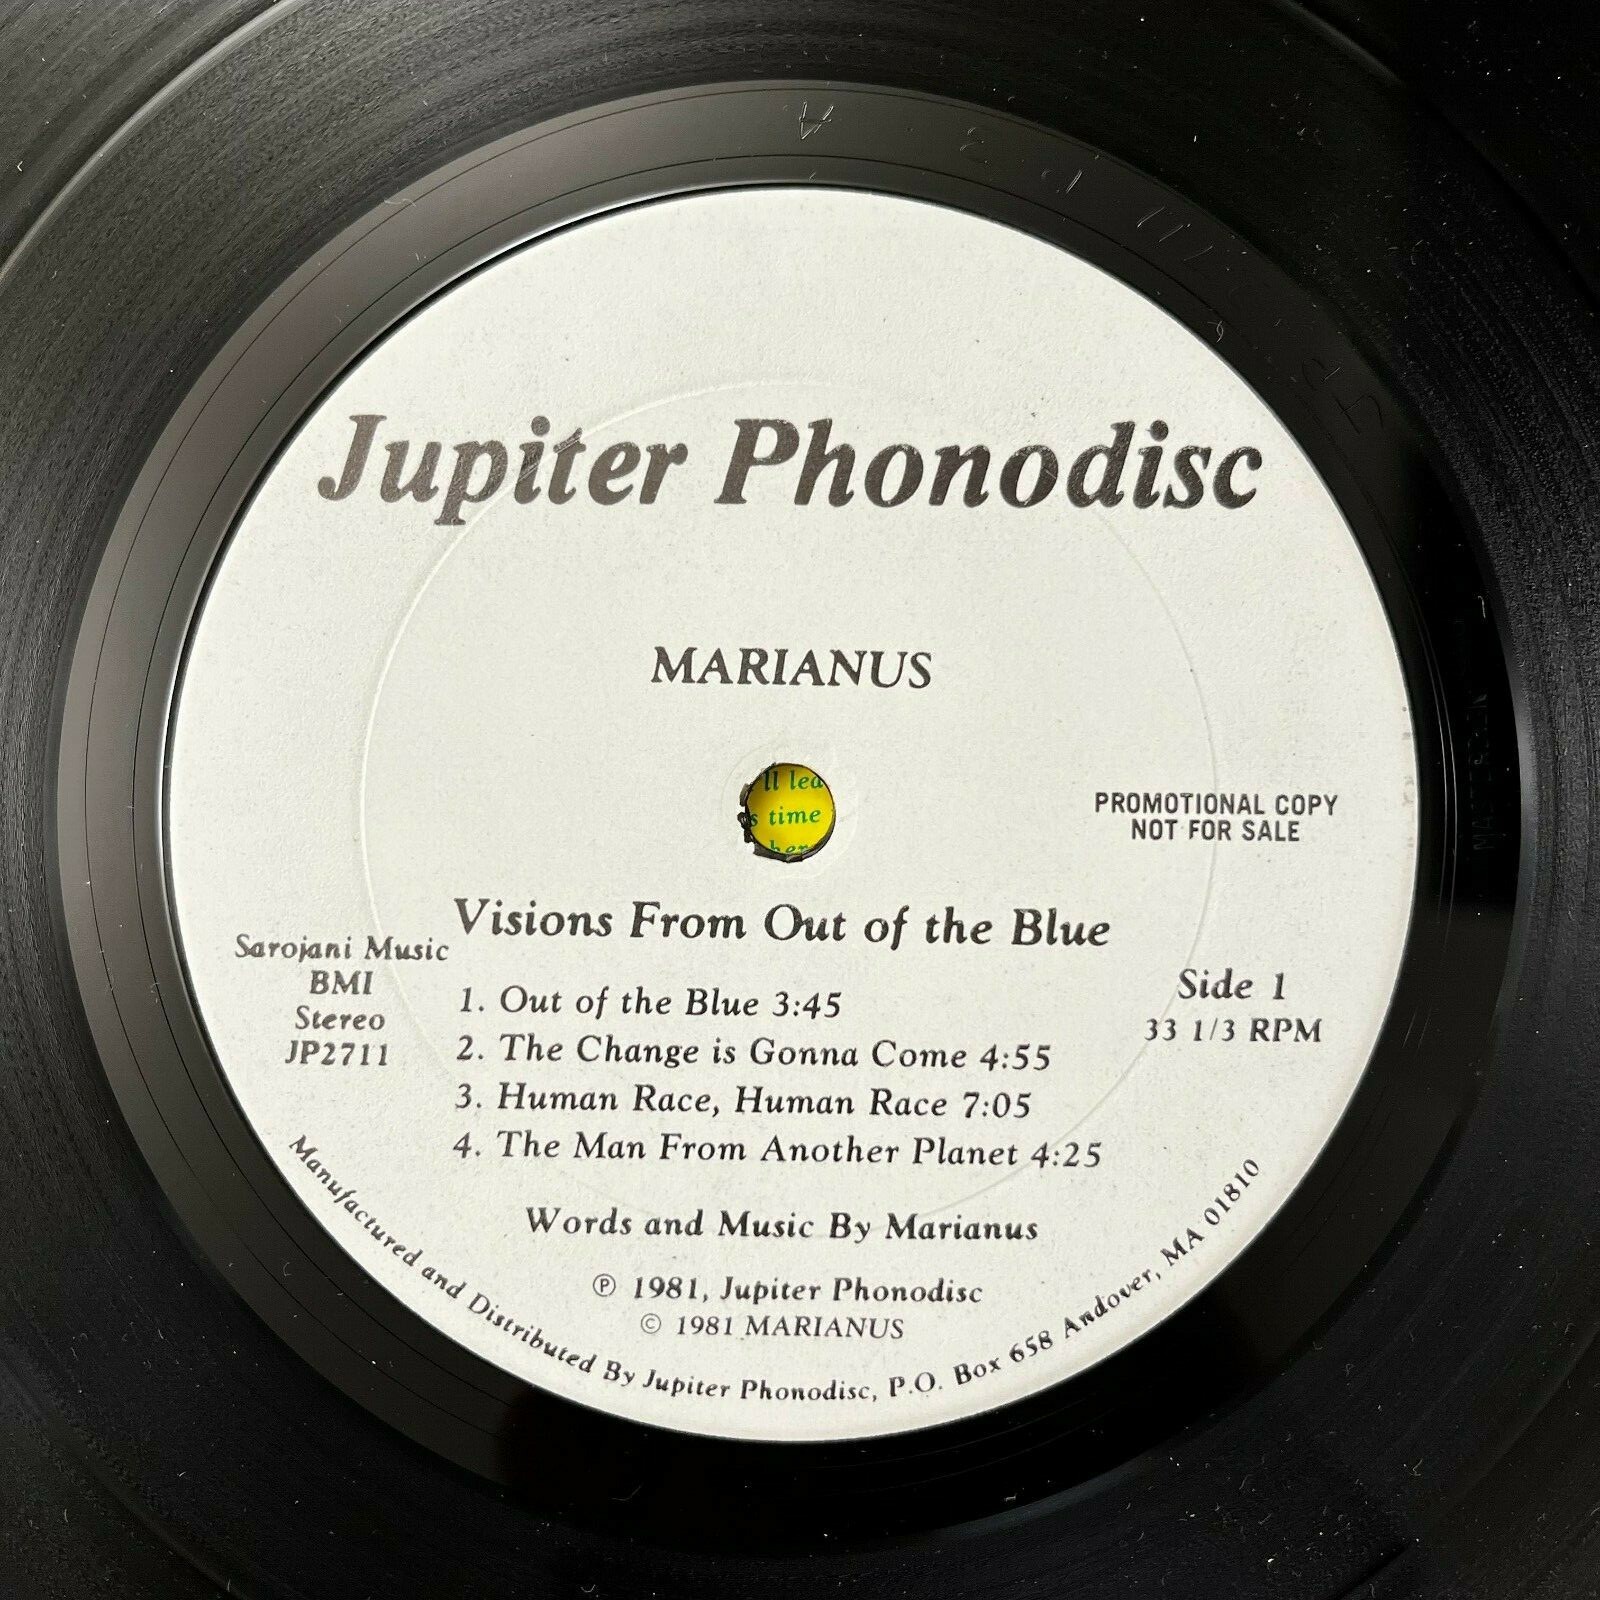 Jupiter Phonodisc
MARIANUS
ll lea
s time
her
PROMOTIONAL COPY
NOT FOR SALE
Visions From Out of the Blue
Sarojani Music
BMI
Stereo
JP2711
1. Out of the Blue 3:45
2. The Change is Gonna Come 4:55
3. Human Race, Human Race 7:05
4. The Man From Another Planet 4:25
Side 1
33 1/3 RPM
Words and Music By Marianus
℗ 1981, Jupiter Phonodisc
© 1981 MARIANUS
Manufactured and Distributed By Jupiter Phonodisc, P.O. Box 658 Andover, MA 01810